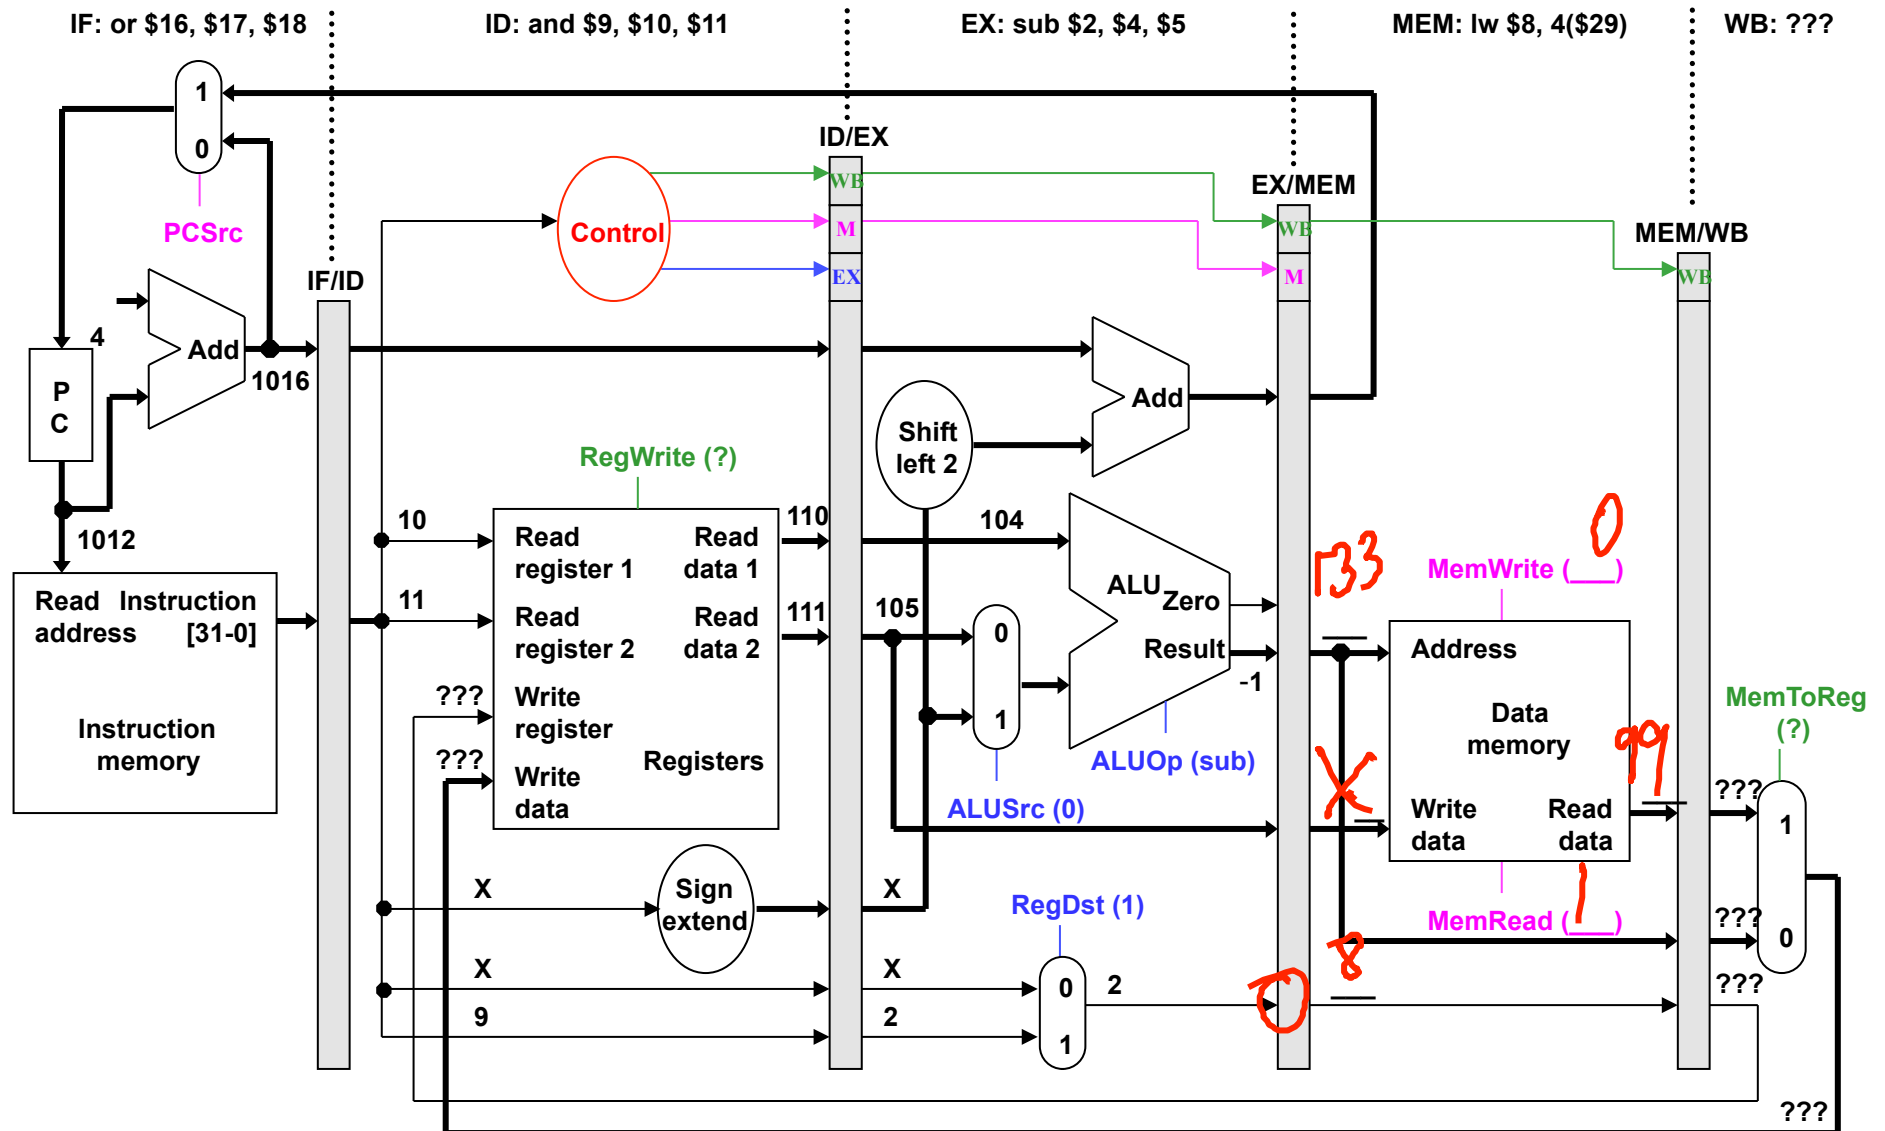 IF: or $16, $17, $18
ID: and $9, $10, $11
EX: sub $2, $4, $5
MEM: lw $8, 4($29)
WB: ???
1
0
PCSrc
4
Add
1016
P
C
1012
Read address
Instruction [31-0]
Instruction memory
IF/ID
Control
ID/EX
WB
M
EX
EX/MEM
WB
M
MEM/WB
WB
RegWrite (?)
10
11
???
???
Read register 1
Read data 1
Read register 2
Read data 2
Write register
Write data
Registers
110
111
X
Sign extend
X
9
Shift left 2
Add
104
105
0
1
ALUSrc (0)
ALU
Zero
Result
-1
ALUOp (sub)
X
X
2
RegDst (1)
0
1
2
133
X
8
0
MemWrite (___)
Address
Data memory
Write data
Read data
99
1
MemRead (___)
MemToReg
(?)
???
1
???
0
???
???